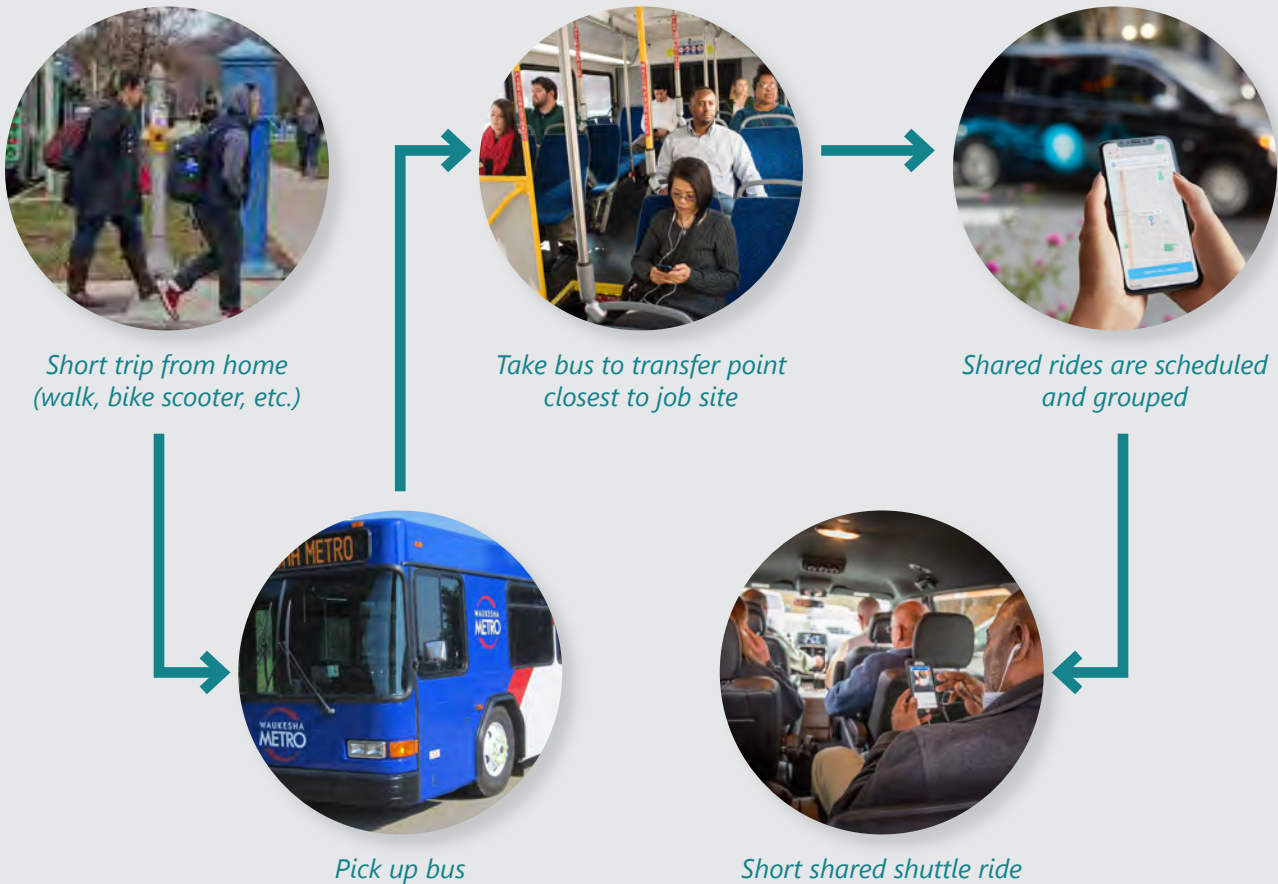 Short trip from home
(walk, bike scooter, etc.)
Take bus to transfer point
closest to job site
Shared rides are scheduled
and grouped
WAUKESHA
METRO
WAUKESHA
METRO
Pick up bus
Short shared shuttle ride